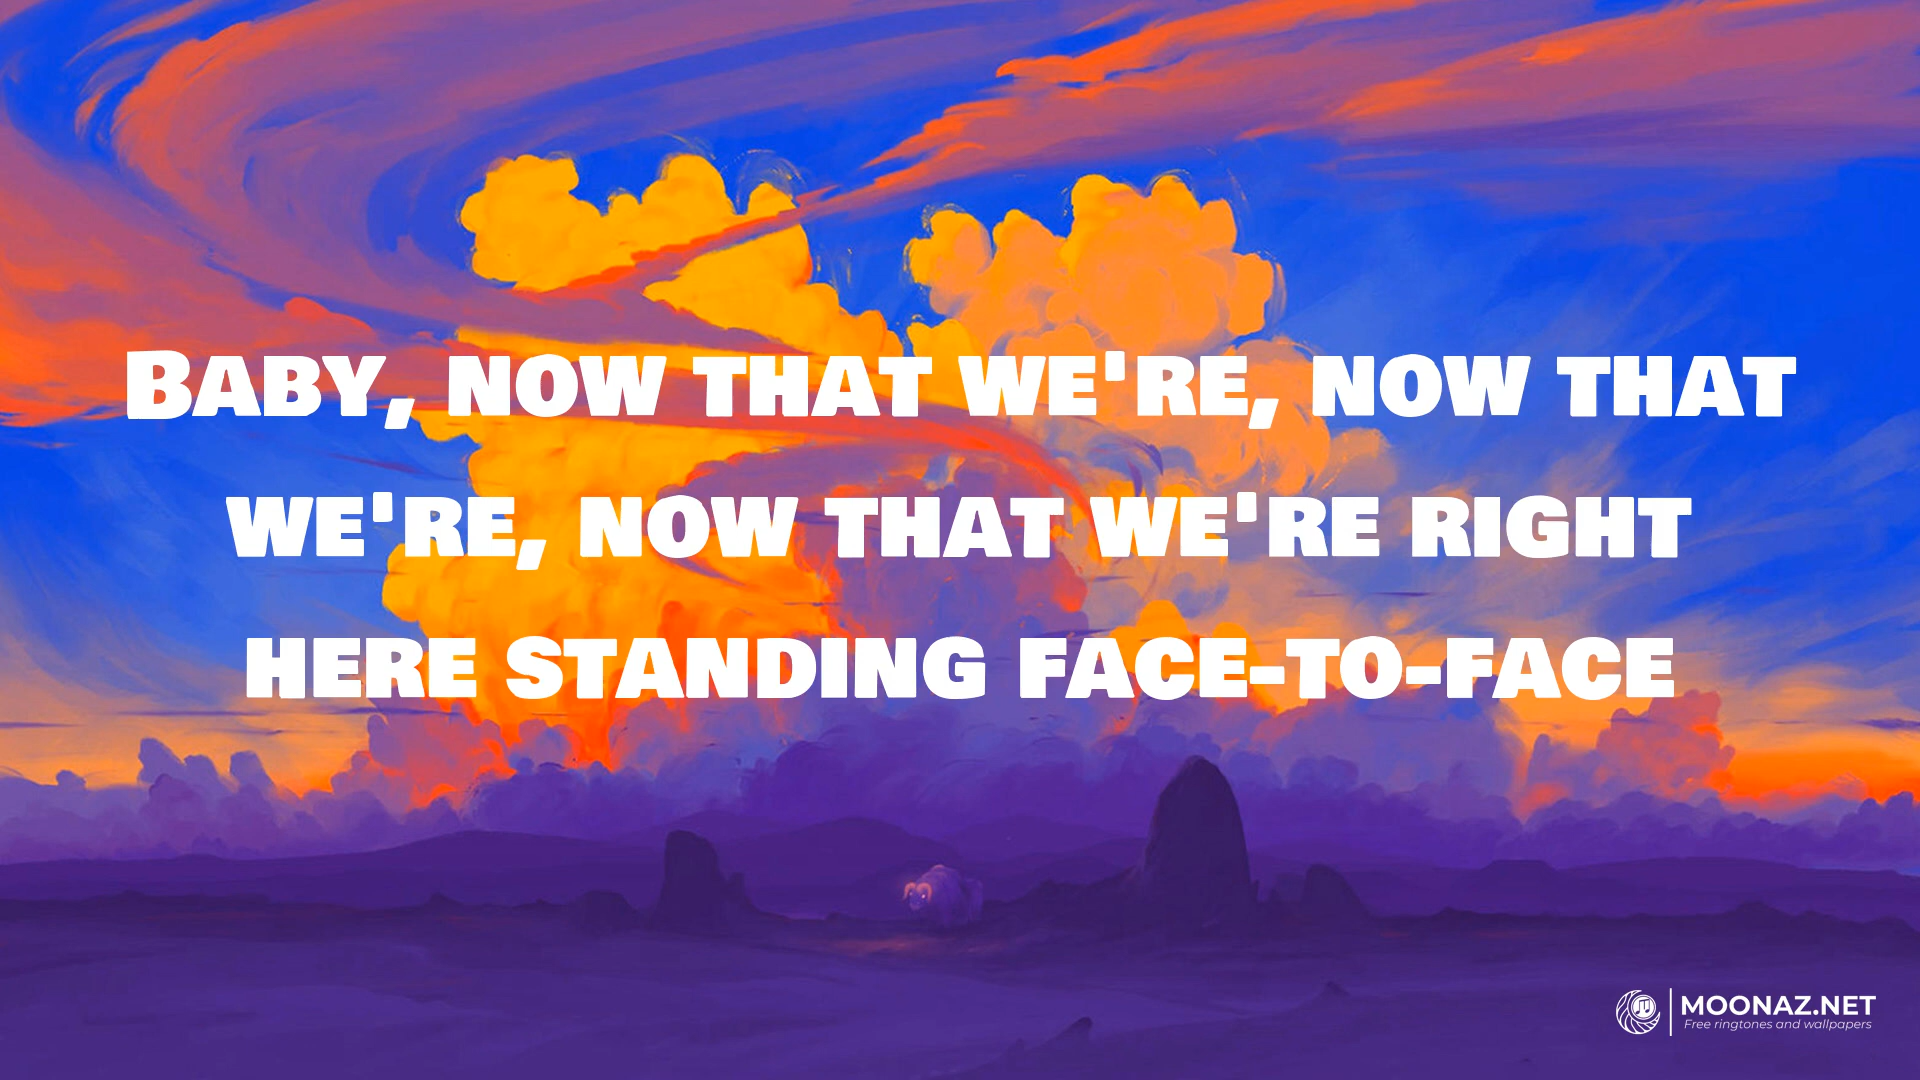 Baby, now that we're, now that
we're, now that we're right
here standing face-to-face
MOONAZ.NET
Free ringtones and wallpapers